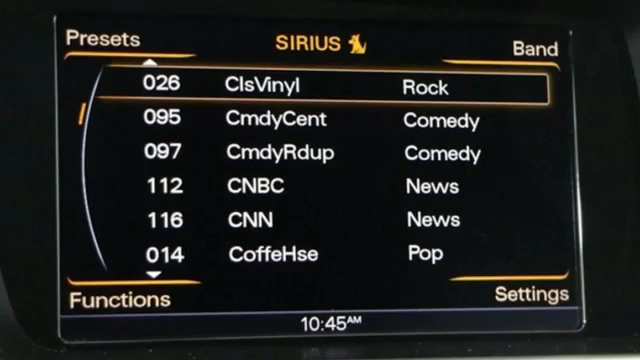 Presets SIRIUS Band
026 ClsVinyl Rock
095 CmdyCent Comedy
097 CmdyRdup Comedy
112 CNBC News
116 CNN News
014 CoffeHse Pop
Functions Settings
10:45AM